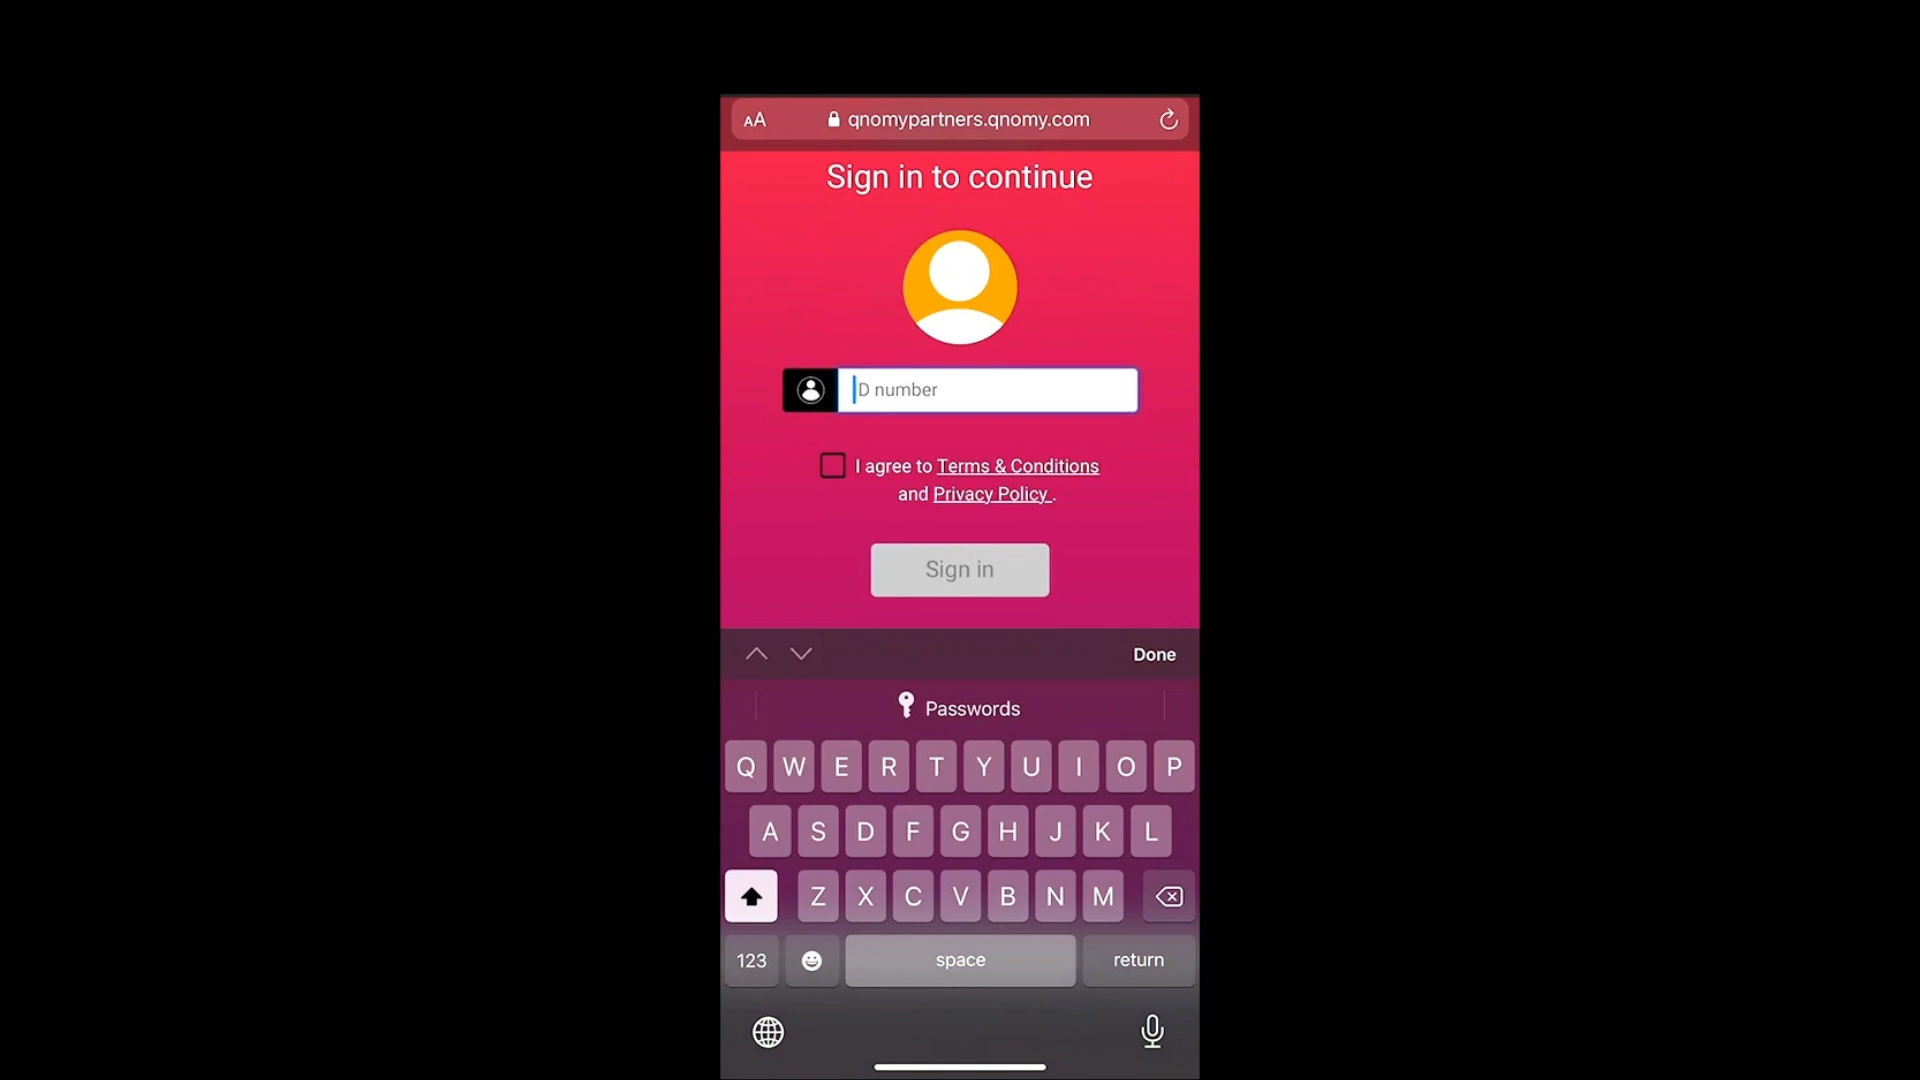 AA qnomypartners.qnomy.com
Sign in to continue
D number
I agree to Terms & Conditions
and Privacy Policy .
Sign in
Done
Passwords
Q W E R T Y U I O P
A S D F G H J K L
Z X C V B N M
123 space return